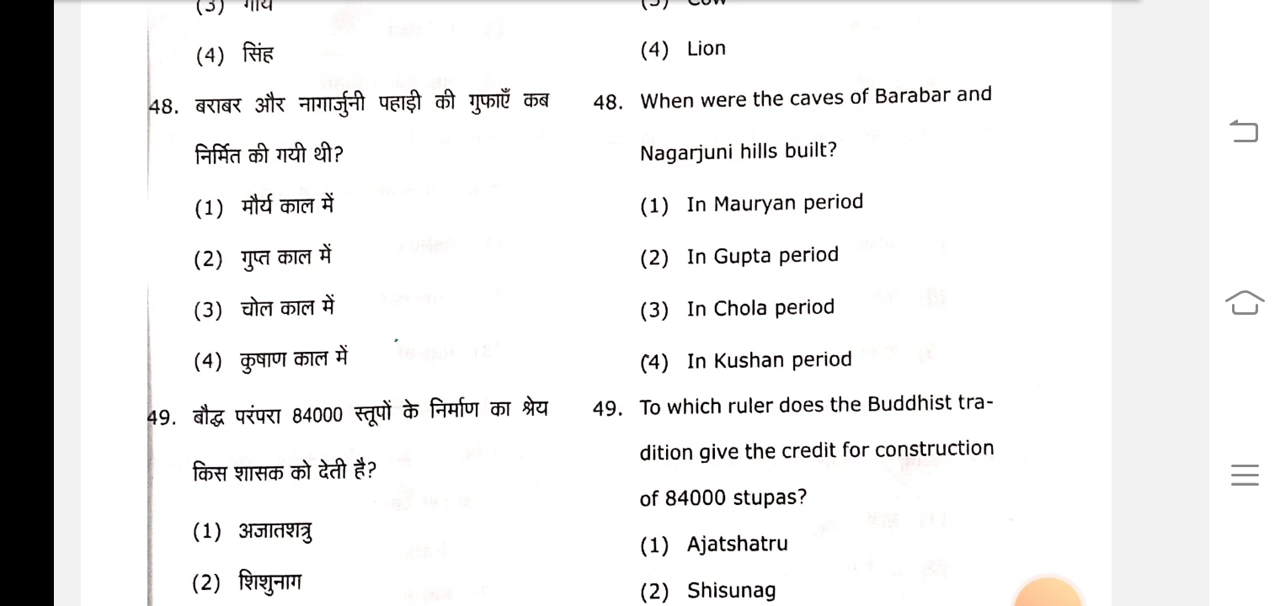 (3) गाय
(4) सिंह
48. बराबर और नागार्जुनी पहाड़ी की गुफाएँ कब
निर्मित की गयी थी?
(1) मौर्य काल में
(2) गुप्त काल में
(3) चोल काल में
(4) कुषाण काल में
49. बौद्ध परंपरा 84000 स्तूपों के निर्माण का श्रेय
किस शासक को देती है?
(1) अजातशत्रु
(2) शिशुनाग
(3) Cow
(4) Lion
48. When were the caves of Barabar and
Nagarjuni hills built?
(1) In Mauryan period
(2) In Gupta period
(3) In Chola period
(4) In Kushan period
49. To which ruler does the Buddhist tra-
dition give the credit for construction
of 84000 stupas?
(1) Ajatshatru
(2) Shisunag